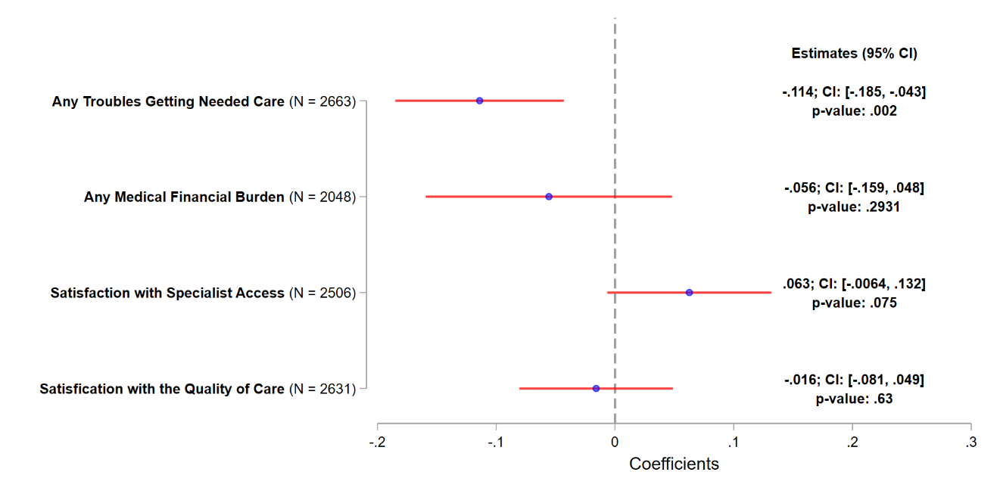 Estimates (95% CI)
Any Troubles Getting Needed Care (N = 2663)
-.114; CI: [-.185, -.043]
p-value: .002
Any Medical Financial Burden (N = 2048)
-.056; CI: [-.159, .048]
p-value: .2931
Satisfaction with Specialist Access (N = 2506)
.063; CI: [-.0064, .132]
p-value: .075
Satisfication with the Quality of Care (N = 2631)
-.016; CI: [-.081, .049]
p-value: .63
-.2 -.1 0 .1 .2 .3
Coefficients